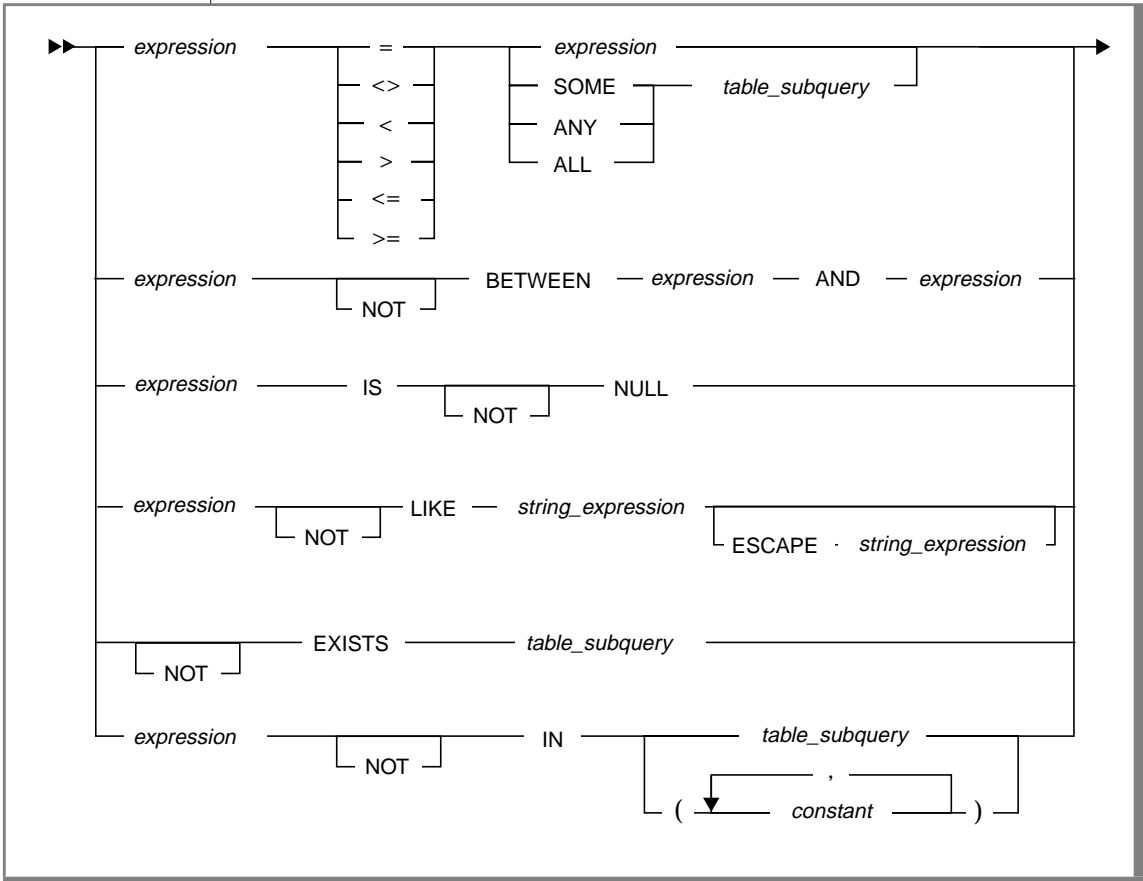 expression = expression
<> SOME table_subquery
< ANY
> ALL
<=
>=
expression BETWEEN expression AND expression
NOT
expression IS NULL
NOT
expression LIKE string_expression
NOT ESCAPE string_expression
EXISTS table_subquery
NOT
expression IN table_subquery
NOT ,
( constant )